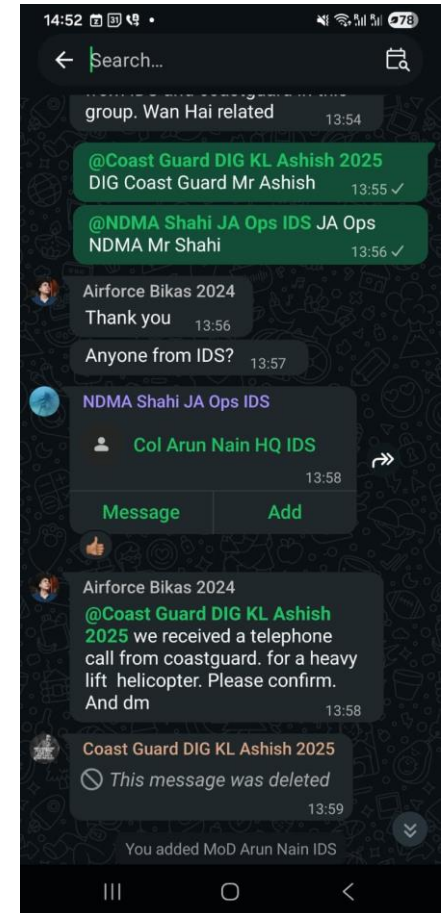 14:52
78
Search...
group. Wan Hai related
13:54
@Coast Guard DIG KL Ashish 2025
DIG Coast Guard Mr Ashish
13:55
@NDMA Shahi JA Ops IDS JA Ops
NDMA Mr Shahi
13:56
Airforce Bikas 2024
Thank you
13:56
Anyone from IDS?
13:57
NDMA Shahi JA Ops IDS
Col Arun Nain HQ IDS
13:58
Message Add
Airforce Bikas 2024
@Coast Guard DIG KL Ashish
2025 we received a telephone
call from coastguard. for a heavy
lift helicopter. Please confirm.
And dm
13:58
Coast Guard DIG KL Ashish 2025
This message was deleted
13:59
You added MoD Arun Nain IDS